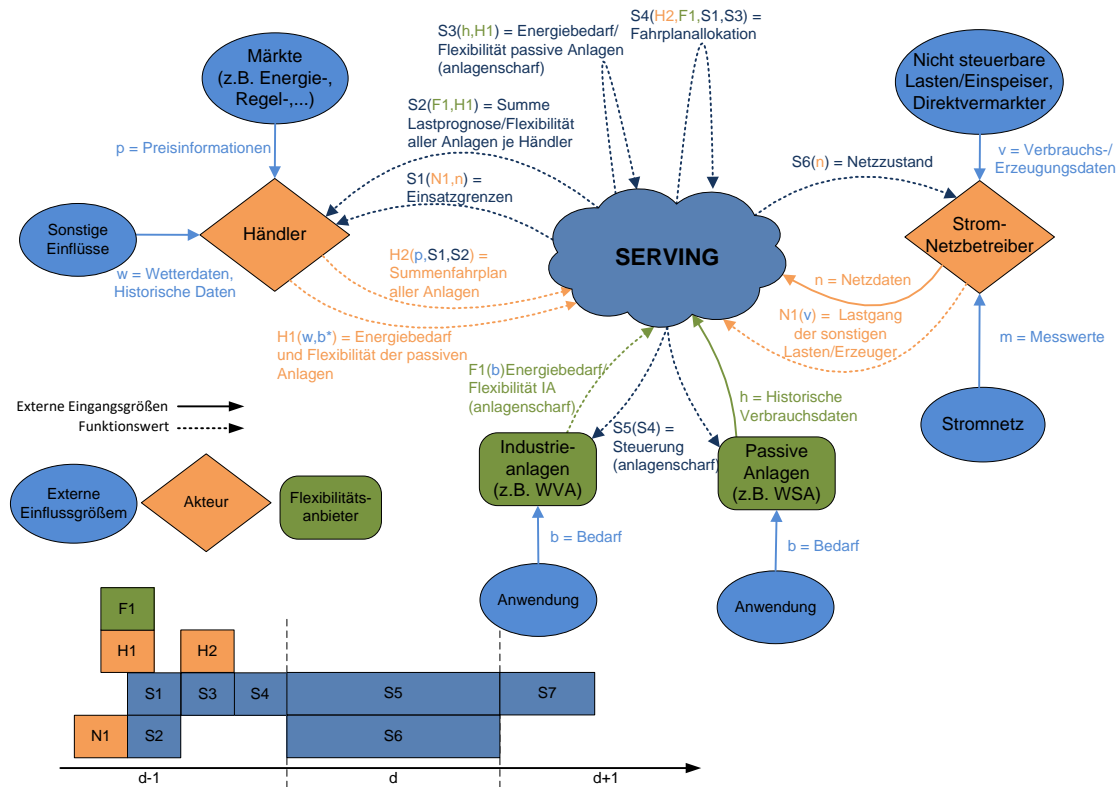 S3(h,H1) = Energiebedarf/
Flexibilität passive Anlagen
(anlagenscharf)
S4(H2,F1,S1,S3) =
Fahrplanallokation
Märkte
(z.B. Energie-,
Regel-,...)
Nicht steuerbare
Lasten/Einspeiser,
Direktvermarkter
S2(F1,H1) = Summe
Lastprognose/Flexibilität
aller Anlagen je Händler
p = Preisinformationen
v = Verbrauchs-/
Erzeugungsdaten
S6(n) = Netzzustand
S1(N1,n) =
Einsatzgrenzen
Sonstige
Einflüsse
Händler
SERVING
Strom-
Netzbetreiber
w = Wetterdaten,
Historische Daten
H2(p,S1,S2) =
Summenfahrplan
aller Anlagen
n = Netzdaten
N1(v) = Lastgang
der sonstigen
Lasten/Erzeuger
m = Messwerte
H1(w,b*) = Energiebedarf
und Flexibilität der passiven
Anlagen
F1(b)Energiebedarf/
Flexibilität IA
(anlagenscharf)
h = Historische
Verbrauchsdaten
Externe Eingangsgrößen
Funktionswert
S5(S4) =
Steuerung
(anlagenscharf)
Stromnetz
Industrie-
anlagen
(z.B. WVA)
Passive
Anlagen
(z.B. WSA)
Externe
Einflussgrößem
Akteur
Flexibilitäts-
anbieter
b = Bedarf
b = Bedarf
Anwendung
Anwendung
F1
H1
H2
S1
S3
S4
S5
S7
N1
S2
S6
d-1
d
d+1